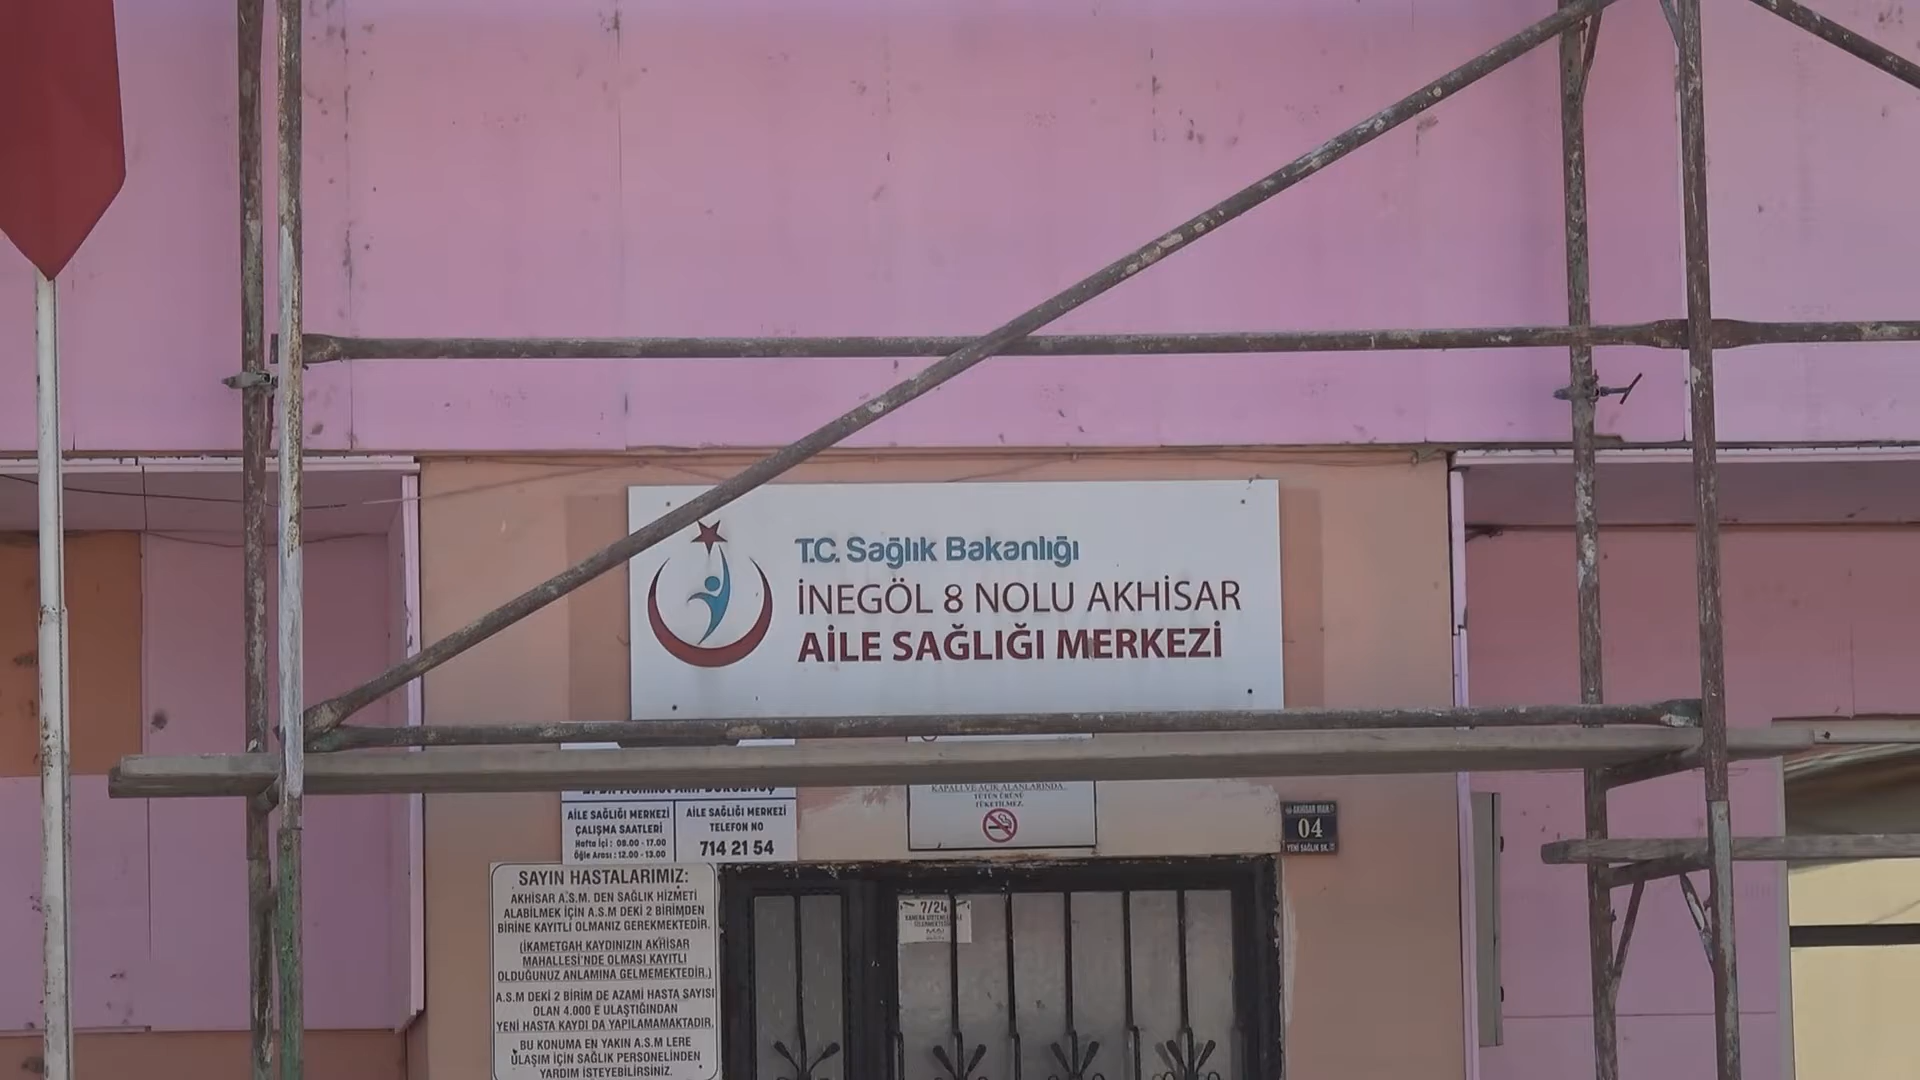 T.C. Sağlık Bakanlığı
İNEGÖL 8 NOLU AKHİSAR
AİLE SAĞLIĞI MERKEZİ
AİLE SAĞLIĞI MERKEZİ
ÇALIŞMA SAATLERİ
Hafta İçi : 08.00 - 17.00
Öğle Arası : 12.00 - 13.00
AİLE SAĞLIĞI MERKEZİ
TELEFON NO
714 21 54
KAPALI VE AÇIK ALANLARINDA
TÜTÜN ÜRÜNÜ
TÜKETİLMEZ.
AKHİSAR MAH.
04
YENİ SAĞLIK SK.
SAYIN HASTALARIMIZ:
AKHİSAR A.S.M. DEN SAĞLIK HİZMETİ
ALABİLMEK İÇİN A.S.M DEKİ 2 BİRİMDEN
BİRİNE KAYITLI OLMANIZ GEREKMEKTEDİR.
(İKAMETGAH KAYDINIZIN AKHİSAR
MAHALLESİ'NDE OLMASI KAYITLI
OLDUĞUNUZ ANLAMINA GELMEMEKTEDİR.)
A.S.M DEKİ 2 BİRİM DE AZAMİ HASTA SAYISI
OLAN 4.000 E ULAŞTIĞINDAN
YENİ HASTA KAYDI DA YAPILAMAMAKTADIR.
BU KONUMA EN YAKIN A.S.M LERE
ULAŞIM İÇİN SAĞLIK PERSONELİNDEN
YARDIM İSTEYEBİLİRSİNİZ.
7/24